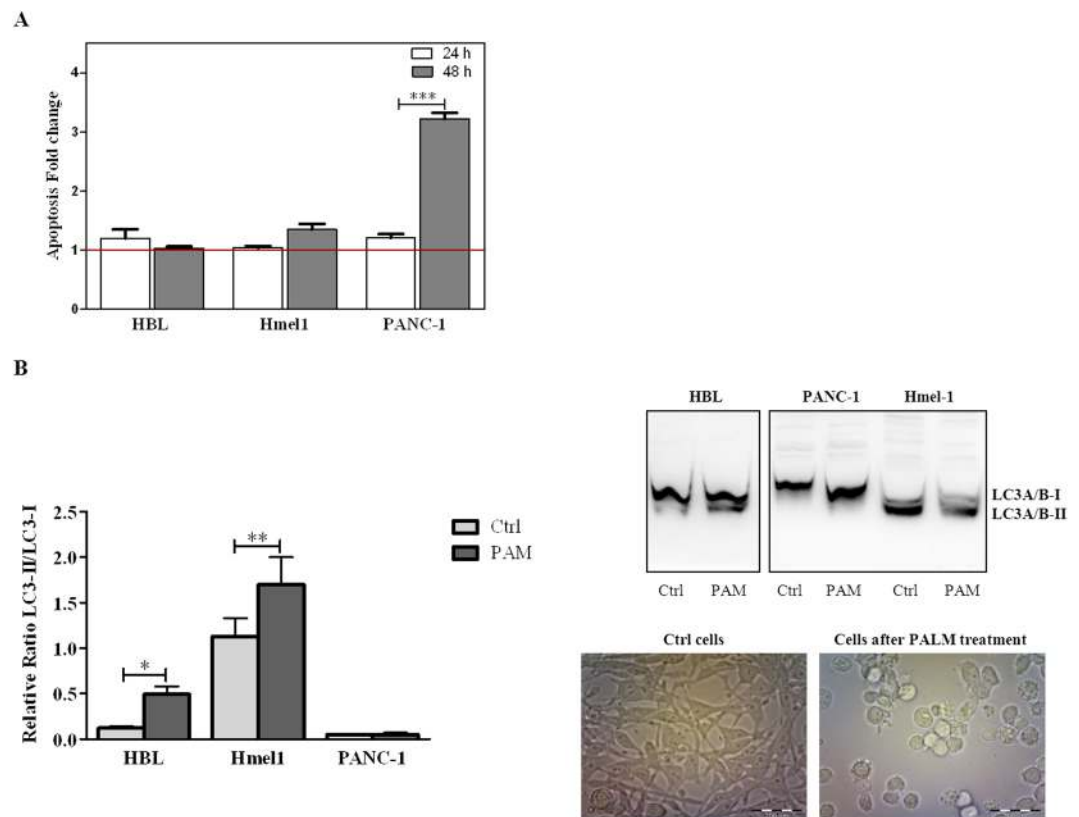 A
24 h
48 h
***
Apoptosis Fold change
4
3
2
1
0
HBL Hmel1 PANC-1
B
HBL PANC-1 Hmel-1
LC3A/B-I
LC3A/B-II
Ctrl PAM Ctrl PAM Ctrl PAM
Relative Ratio LC3-II/LC3-I
2.5
2.0
1.5
1.0
0.5
0.0
Ctrl
PAM
*
**
HBL Hmel1 PANC-1
Ctrl cells Cells after PALM treatment